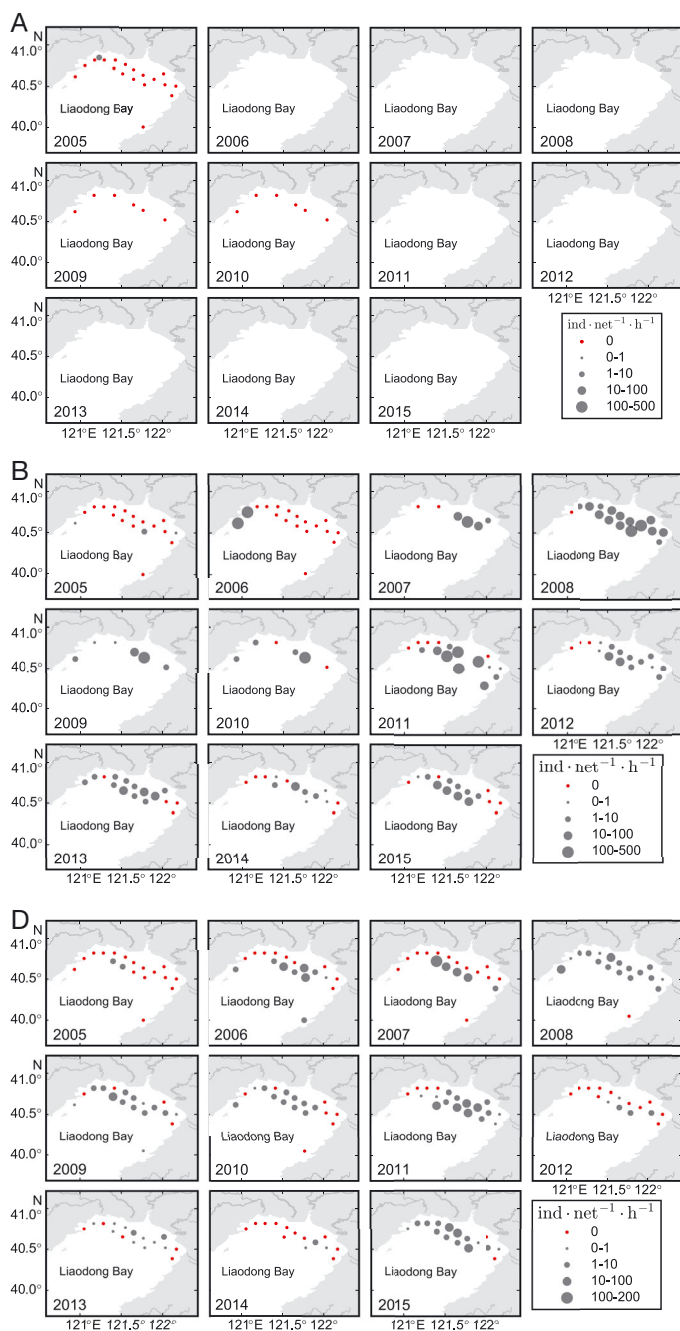 A
N
41.0°
40.5°
40.0°
Liaodong Bay
2005
Liaodong Bay
2006
Liaodong Bay
2007
Liaodong Bay
2008
41.0°
40.5°
40.0°
Liaodong Bay
2009
Liaodong Bay
2010
Liaodong Bay
2011
Liaodong Bay
2012
121°E 121.5° 122°
41.0°
40.5°
40.0°
Liaodong Bay
2013
Liaodong Bay
2014
Liaodong Bay
2015
121°E 121.5° 122°
121°E 121.5° 122°
121°E 121.5° 122°
ind · net⁻¹ · h⁻¹
0
0-1
1-10
10-100
100-500
B
N
41.0°
40.5°
40.0°
Liaodong Bay
2005
Liaodong Bay
2006
Liaodong Bay
2007
Liaodong Bay
2008
41.0°
40.5°
40.0°
Liaodong Bay
2009
Liaodong Bay
2010
Liaodong Bay
2011
Liaodong Bay
2012
121°E 121.5° 122°
41.0°
40.5°
40.0°
Liaodong Bay
2013
Liaodong Bay
2014
Liaodong Bay
2015
121°E 121.5° 122°
121°E 121.5° 122°
121°E 121.5° 122°
ind · net⁻¹ · h⁻¹
0
0-1
1-10
10-100
100-500
D
N
41.0°
40.5°
40.0°
Liaodong Bay
2005
Liaodong Bay
2006
Liaodong Bay
2007
Liaodcng Bay
2008
41.0°
40.5°
40.0°
Liaodong Bay
2009
Liaodong Bay
2010
Liaodong Bay
2011
Liaodong Bay
2012
121°E 121.5° 122°
41.0°
40.5°
40.0°
Liaodong Bay
2013
Liaodong Bay
2014
Liaodong Bay
2015
121°E 121.5° 122°
121°E 121.5° 122°
121°E 121.5° 122°
ind · net⁻¹ · h⁻¹
0
0-1
1-10
10-100
100-200